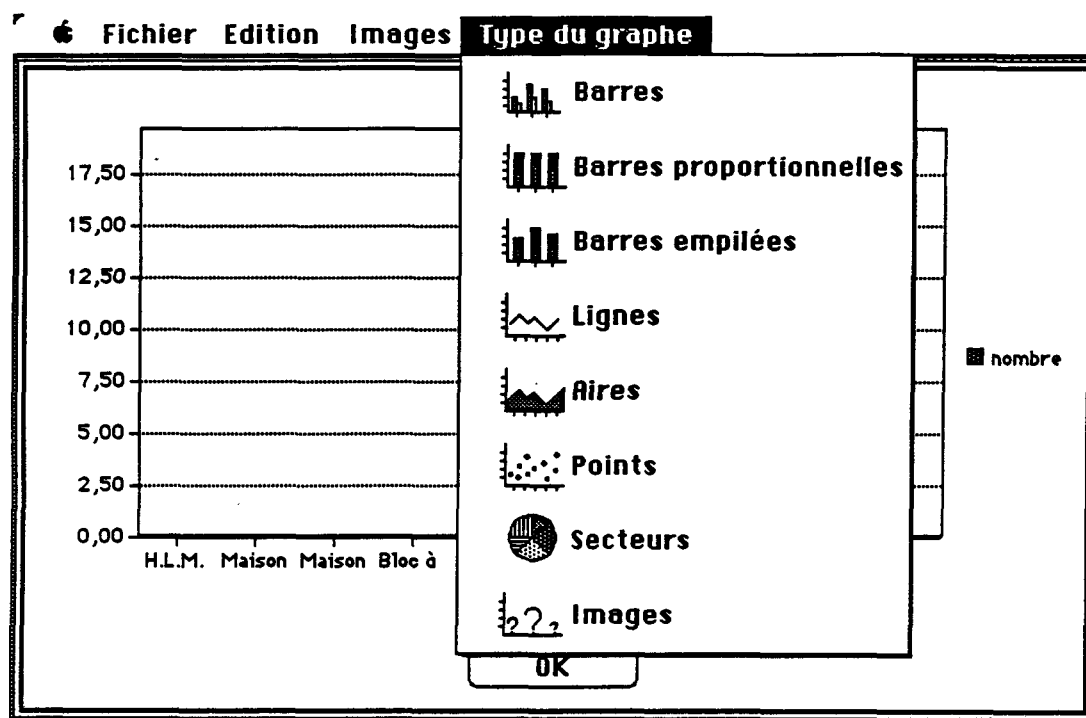 Fichier Edition Images Type du graphe
Barres
Barres proportionnelles
Barres empilées
Lignes
Aires
Points
Secteurs
Images
17,50
15,00
12,50
10,00
7,50
5,00
2,50
0,00
H.L.M. Maison Maison Bloc à
nombre
OK